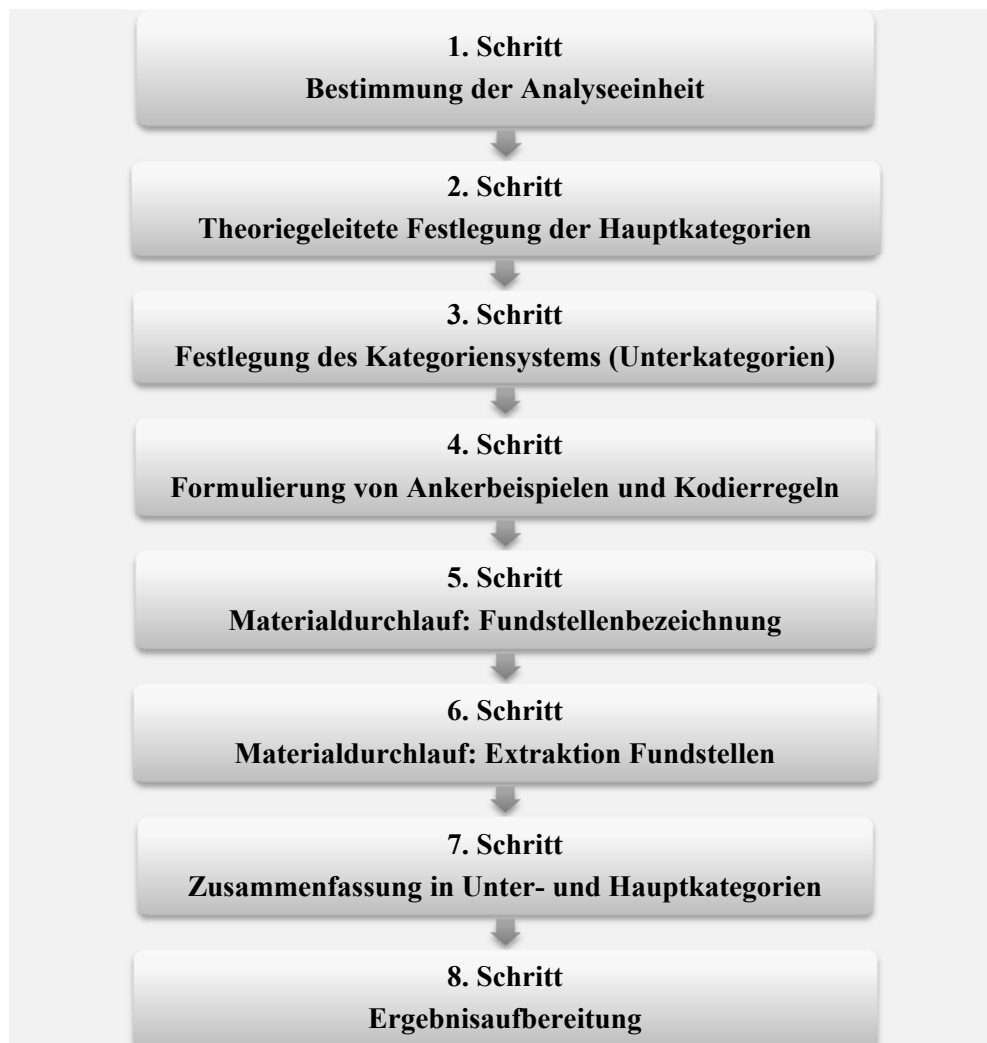 1. Schritt
Bestimmung der Analyseeinheit
2. Schritt
Theoriegeleitete Festlegung der Hauptkategorien
3. Schritt
Festlegung des Kategoriensystems (Unterkategorien)
4. Schritt
Formulierung von Ankerbeispielen und Kodierregeln
5. Schritt
Materialdurchlauf: Fundstellenbezeichnung
6. Schritt
Materialdurchlauf: Extraktion Fundstellen
7. Schritt
Zusammenfassung in Unter- und Hauptkategorien
8. Schritt
Ergebnisaufbereitung